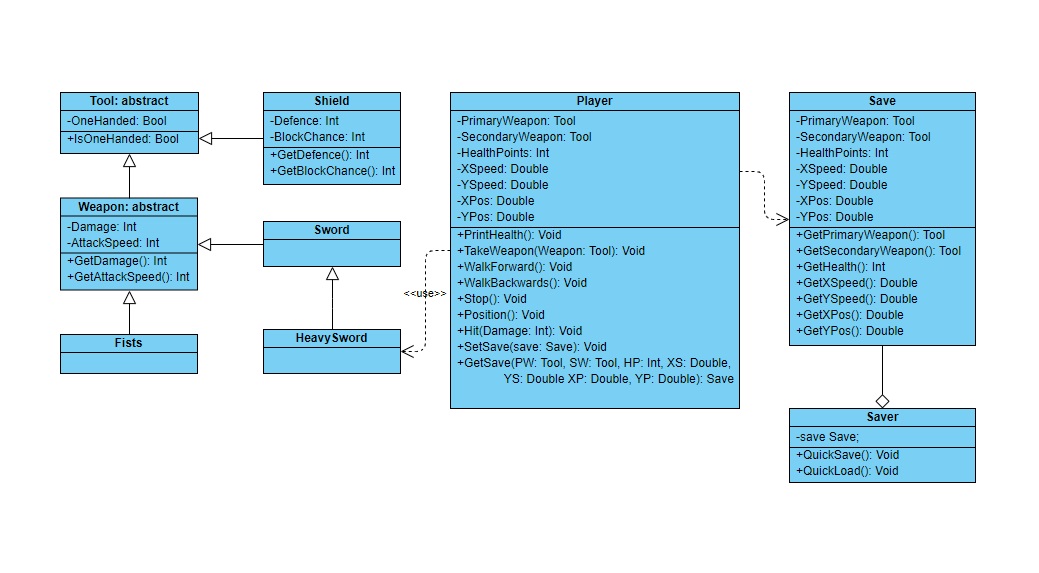 Tool: abstract
-OneHanded: Bool
+IsOneHanded: Bool
Shield
-Defence: Int
-BlockChance: Int
+GetDefence(): Int
+GetBlockChance(): Int
Weapon: abstract
-Damage: Int
-AttackSpeed: Int
+GetDamage(): Int
+GetAttackSpeed(): Int
Sword
Fists
HeavySword
<<use>>
Player
-PrimaryWeapon: Tool
-SecondaryWeapon: Tool
-HealthPoints: Int
-XSpeed: Double
-YSpeed: Double
-XPos: Double
-YPos: Double
+PrintHealth(): Void
+TakeWeapon(Weapon: Tool): Void
+WalkForward(): Void
+WalkBackwards(): Void
+Stop(): Void
+Position(): Void
+Hit(Damage: Int): Void
+SetSave(save: Save): Void
+GetSave(PW: Tool, SW: Tool, HP: Int, XS: Double,
YS: Double XP: Double, YP: Double): Save
Save
-PrimaryWeapon: Tool
-SecondaryWeapon: Tool
-HealthPoints: Int
-XSpeed: Double
-YSpeed: Double
-XPos: Double
-YPos: Double
+GetPrimaryWeapon(): Tool
+GetSecondaryWeapon(): Tool
+GetHealth(): Int
+GetXSpeed(): Double
+GetYSpeed(): Double
+GetXPos(): Double
+GetYPos(): Double
Saver
-save Save;
+QuickSave(): Void
+QuickLoad(): Void